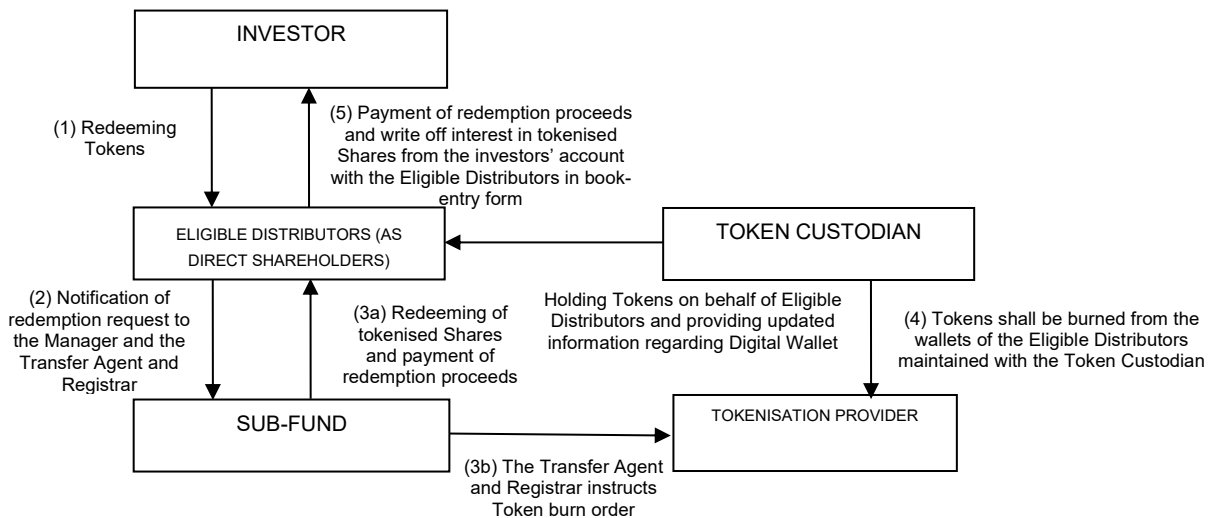 INVESTOR
(1) Redeeming
Tokens
(5) Payment of redemption proceeds
and write off interest in tokenised
Shares from the investors’ account
with the Eligible Distributors in book-
entry form
ELIGIBLE DISTRIBUTORS (AS
DIRECT SHAREHOLDERS)
TOKEN CUSTODIAN
(2) Notification of
redemption request to
the Manager and the
Transfer Agent and
Registrar
(3a) Redeeming of
tokenised Shares
and payment of
redemption proceeds
Holding Tokens on behalf of Eligible
Distributors and providing updated
information regarding Digital Wallet
(4) Tokens shall be burned from the
wallets of the Eligible Distributors
maintained with the Token Custodian
SUB-FUND
TOKENISATION PROVIDER
(3b) The Transfer Agent
and Registrar instructs
Token burn order